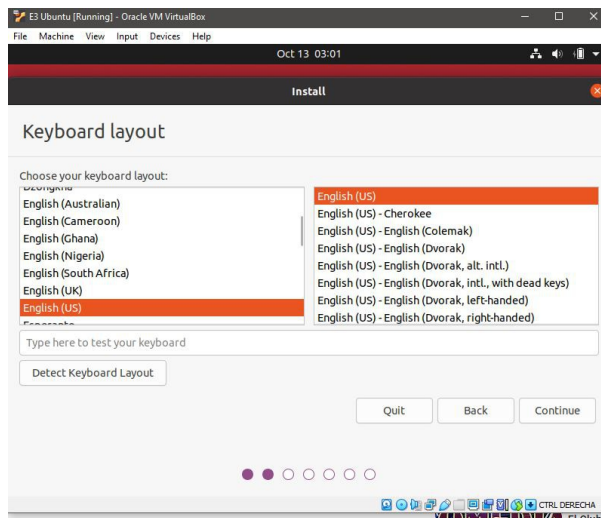 E3 Ubuntu [Running] - Oracle VM VirtualBox
File Machine View Input Devices Help
Oct 13 03:01
Install
Keyboard layout
Choose your keyboard layout:
Dzongkha
English (Australian)
English (Cameroon)
English (Ghana)
English (Nigeria)
English (South Africa)
English (UK)
English (US)
Esperanto
English (US)
English (US) - Cherokee
English (US) - English (Colemak)
English (US) - English (Dvorak)
English (US) - English (Dvorak, alt. intl.)
English (US) - English (Dvorak, intl., with dead keys)
English (US) - English (Dvorak, left-handed)
English (US) - English (Dvorak, right-handed)
Type here to test your keyboard
Detect Keyboard Layout
Quit Back Continue
CTRL DERECHA